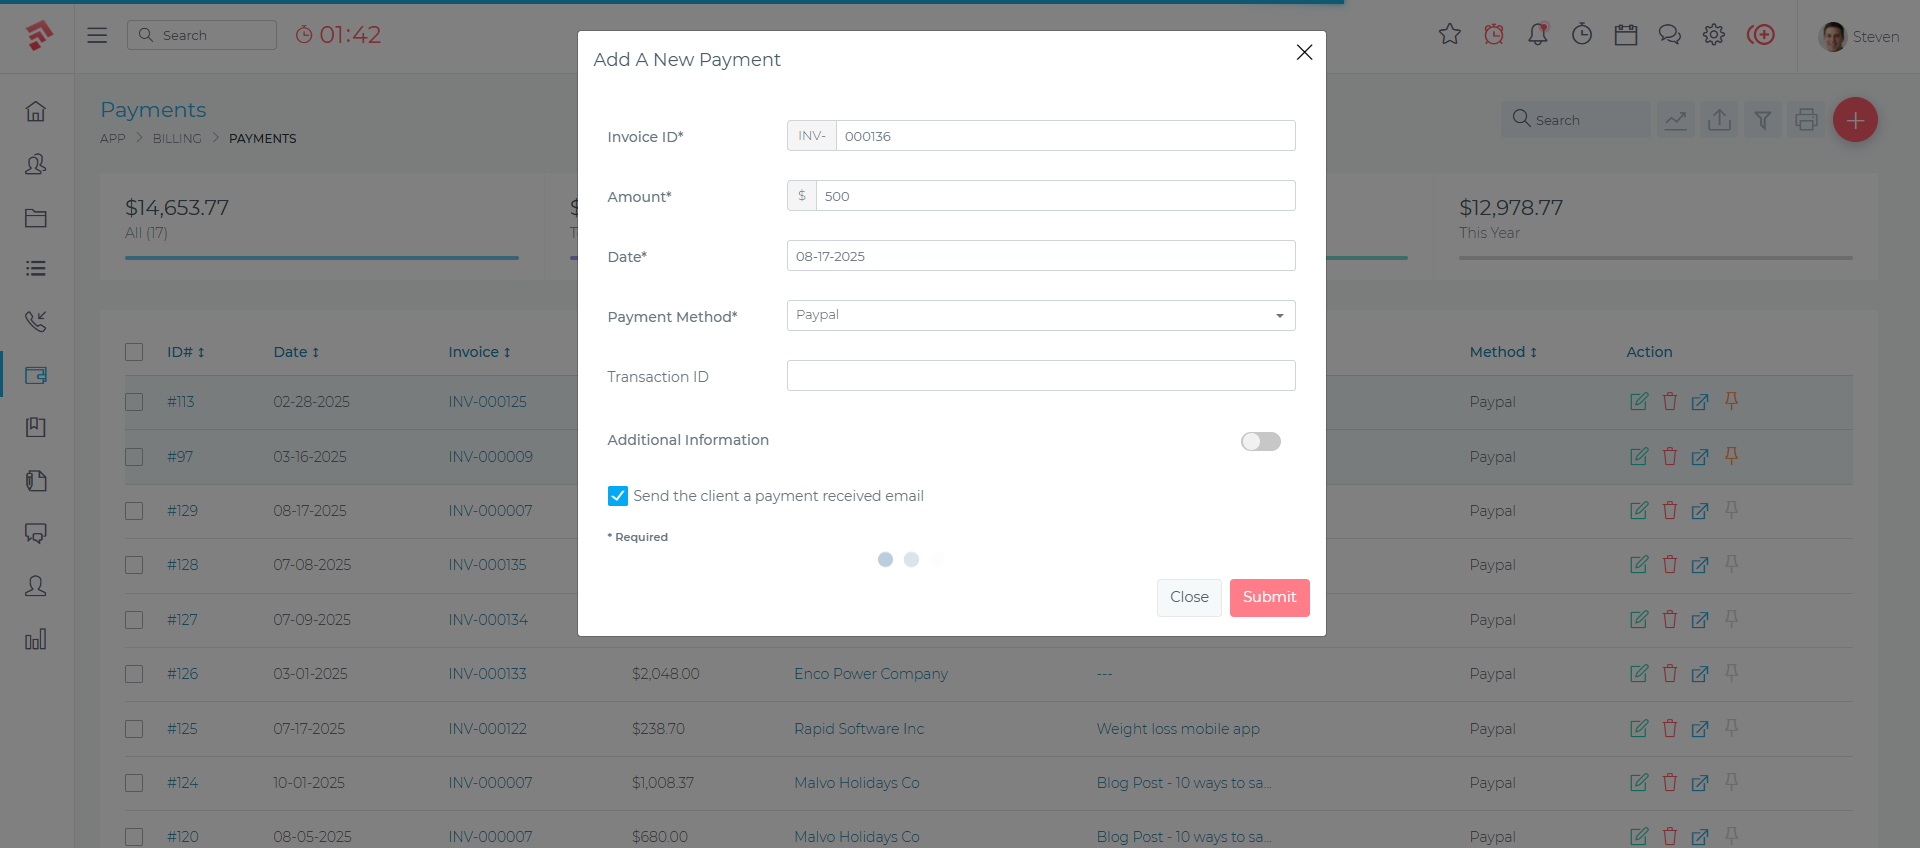 Search
01:42
Steven
Add A New Payment
Payments
APP
BILLING
PAYMENTS
Search
$14,653.77
All (17)
$12,978.77
This Year
Invoice ID*
INV-
000136
Amount*
$
500
Date*
08-17-2025
Payment Method*
Paypal
Transaction ID
Additional Information
Send the client a payment received email
* Required
Close
Submit
ID#
Date
Invoice
Method
Action
#113
02-28-2025
INV-000125
Paypal
#97
03-16-2025
INV-000009
Paypal
#129
08-17-2025
INV-000007
Paypal
#128
07-08-2025
INV-000135
Paypal
#127
07-09-2025
INV-000134
Paypal
#126
03-01-2025
INV-000133
$2,048.00
Enco Power Company
---
Paypal
#125
07-17-2025
INV-000122
$238.70
Rapid Software Inc
Weight loss mobile app
Paypal
#124
10-01-2025
INV-000007
$1,008.37
Malvo Holidays Co
Blog Post - 10 ways to sa...
Paypal
#120
08-05-2025
INV-000007
$680.00
Malvo Holidays Co
Blog Post - 10 ways to sa...
Paypal